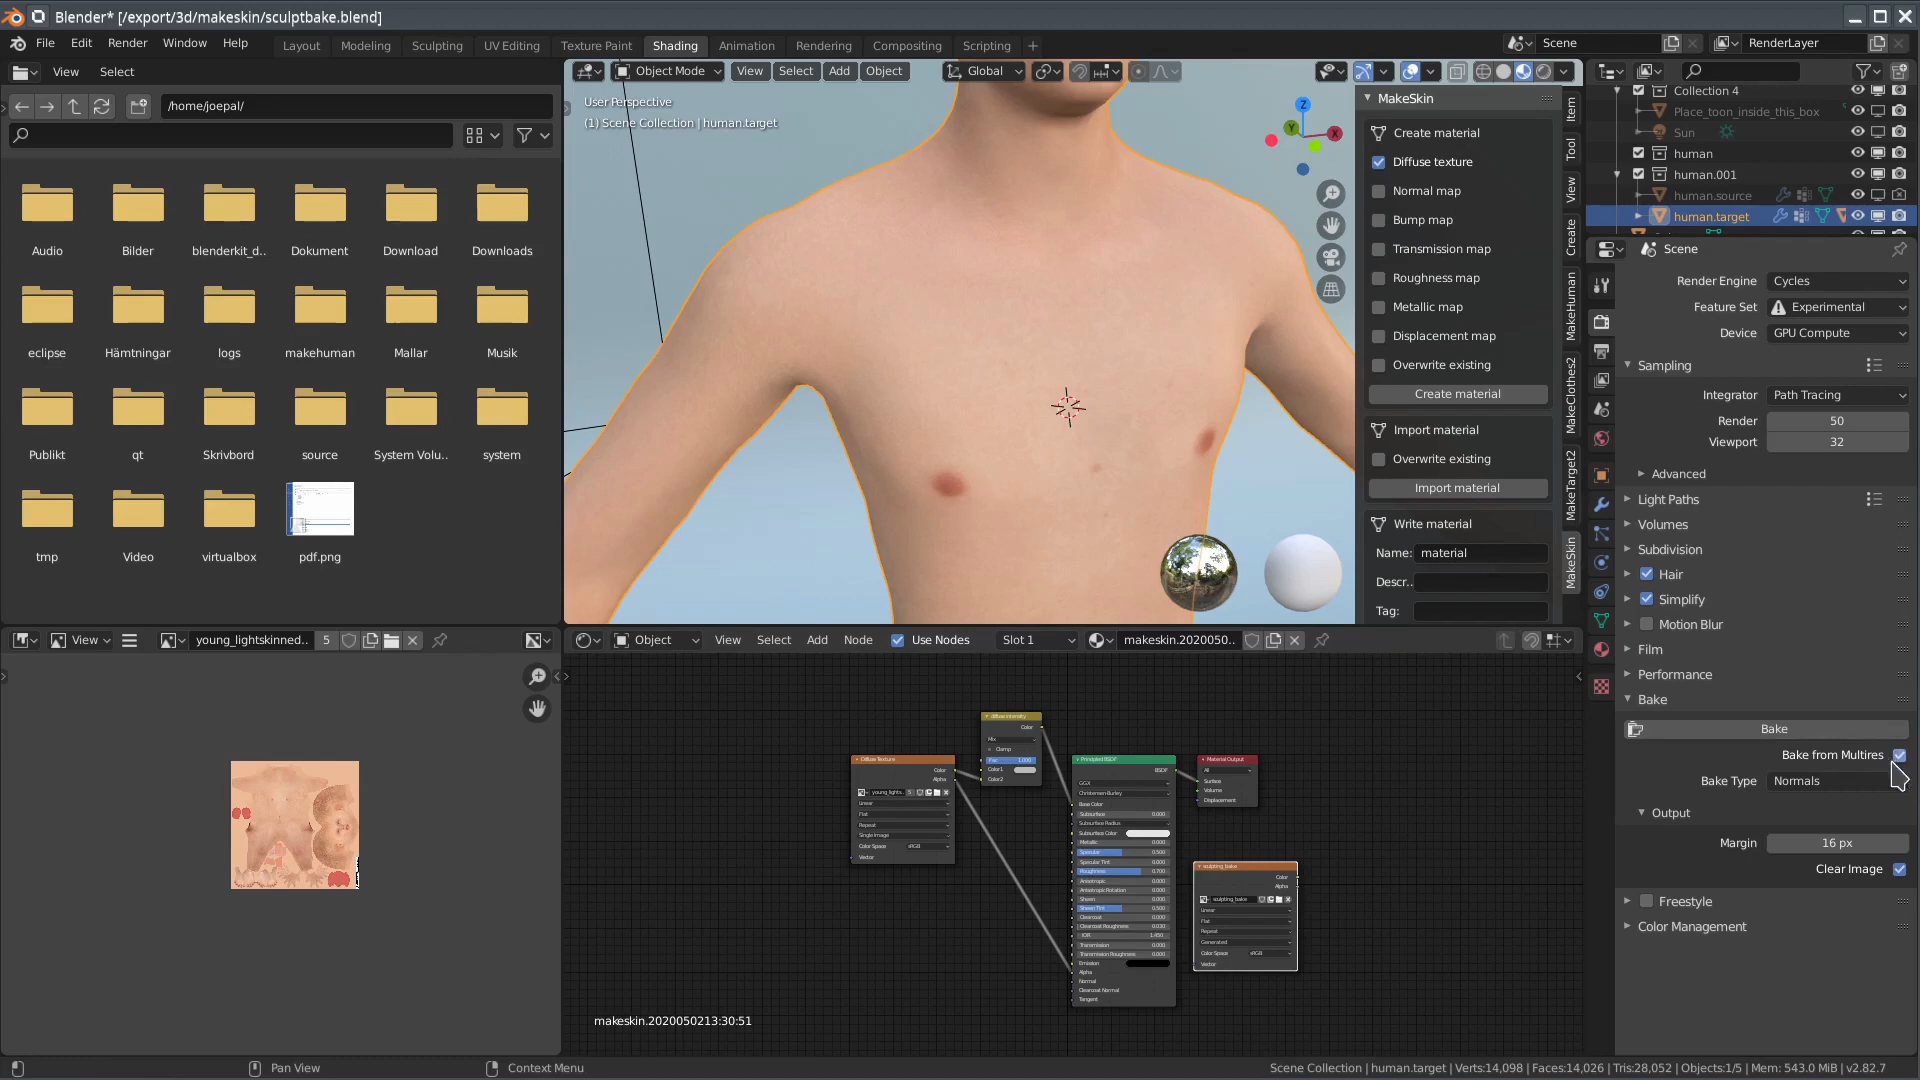 Blender* [/export/3d/makeskin/sculptbake.blend]
File Edit Render Window Help
Layout Modeling Sculpting UV Editing Texture Paint Shading Animation Rendering Compositing Scripting +
Scene
RenderLayer
View Select
/home/joepal/
Audio Bilder blenderkit_d.. Dokument Download Downloads
eclipse Hämtningar logs makehuman Mallar Musik
Publikt qt Skrivbord source System Volu.. system
tmp Video virtualbox pdf.png
Object Mode View Select Add Object Global
User Perspective
(1) Scene Collection | human.target
Z
Y
X
MakeSkin
Create material
Diffuse texture
Normal map
Bump map
Transmission map
Roughness map
Metallic map
Displacement map
Overwrite existing
Create material
Import material
Overwrite existing
Import material
Write material
Name: material
Descr..
Tag:
Item
Tool
View
Create
MakeHuman
MakeClothes2
MakeTarget2
MakeSkin
Collection 4
Place_toon_inside_this_box
Sun
human
human.001
human.source
human.target
Scene
Render Engine Cycles
Feature Set Experimental
Device GPU Compute
Sampling
Integrator Path Tracing
Render 50
Viewport 32
Advanced
Light Paths
Volumes
Subdivision
Hair
Simplify
Motion Blur
Film
Performance
Bake
Bake
Bake from Multires
Bake Type Normals
Output
Margin 16 px
Clear Image
Freestyle
Color Management
View young_lightskinned.. 5
Object View Select Add Node Use Nodes Slot 1 makeskin.2020050..
Diffuse Texture
Color
Alpha
young_lights.. 5
Linear
Flat
Repeat
Single Image
Color Space sRGB
Vector
diffuse intensity
Color
Mix
Clamp
Fac 1.000
Color1
Color2
Principled BSDF
BSDF
GGX
Christensen-Burley
Base Color
Subsurface 0.000
Subsurface Radius
Subsurface Color
Metallic 0.000
Specular 0.500
Specular Tint 0.000
Roughness 0.700
Anisotropic 0.000
Anisotropic Rotation 0.000
Sheen 0.000
Sheen Tint 0.500
Clearcoat 0.000
Clearcoat Roughness 0.030
IOR 1.450
Transmission 0.000
Transmission Roughness 0.000
Emission
Alpha
Normal
Clearcoat Normal
Tangent
Material Output
All
Surface
Volume
Displacement
sculpting_bake
Color
Alpha
sculpting_bake
Linear
Flat
Repeat
Generated
Color Space sRGB
Vector
makeskin.2020050213:30:51
Pan View
Context Menu
Scene Collection | human.target | Verts:14,098 | Faces:14,026 | Tris:28,052 | Objects:1/5 | Mem: 543.0 MiB | v2.82.7